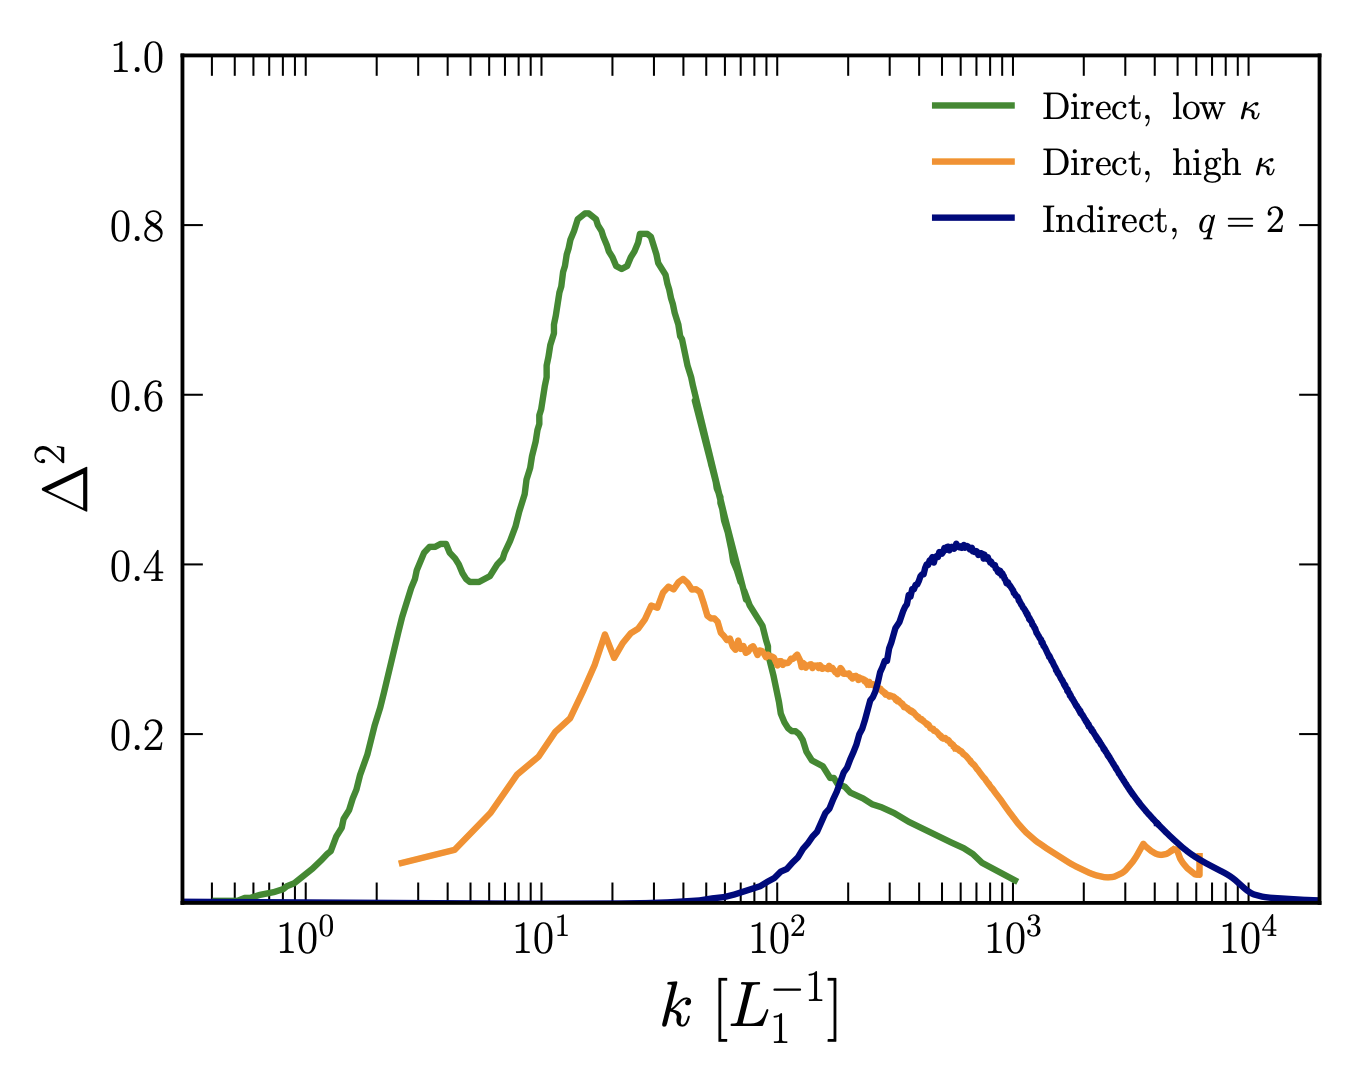 1.0
0.8
0.6
0.4
0.2
Δ²
Direct, low κ
Direct, high κ
Indirect, q = 2
10⁰ 10¹ 10² 10³ 10⁴
k [L₁⁻¹]